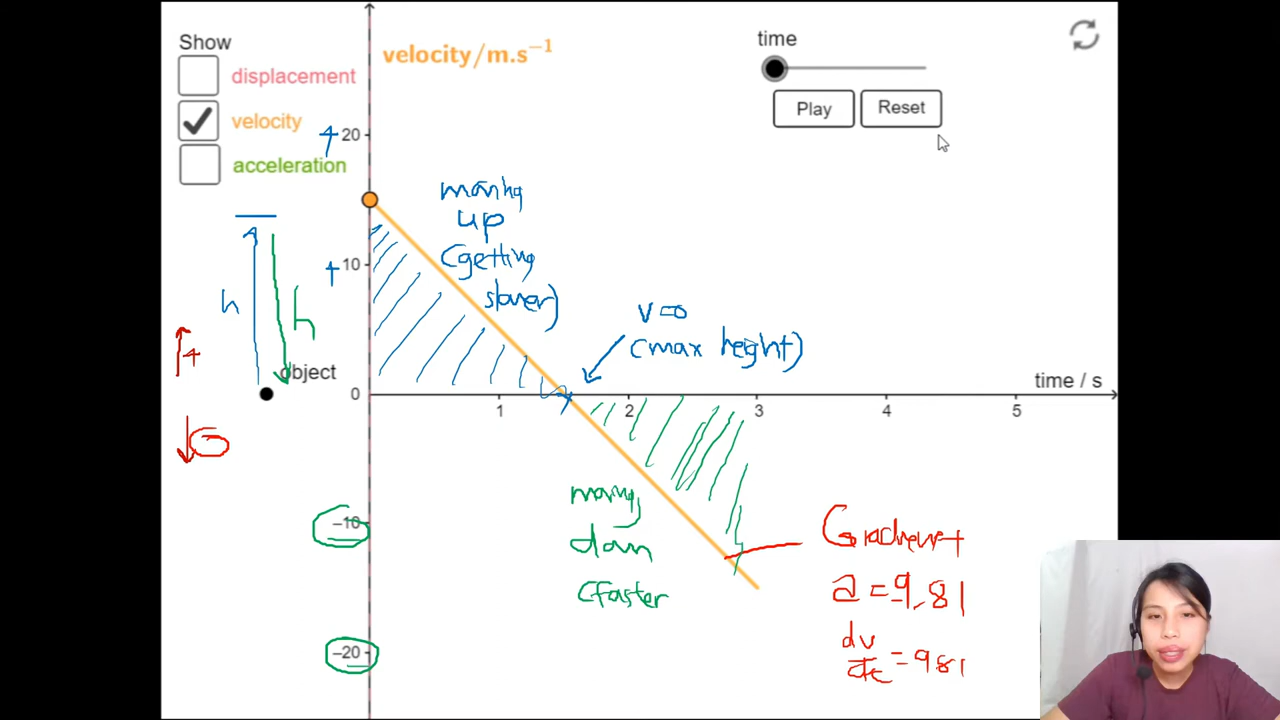 Show
displacement
velocity
acceleration
velocity/m.s⁻¹
time
Play
Reset
+ 20
+ 10
0
−10
−20
1
2
3
4
5
time / s
object
h
h
+
moving
up
(getting
slower)
v=0
(max height)
moving
down
(faster
Gradient
a = 9.81
dv
dt = 9.81